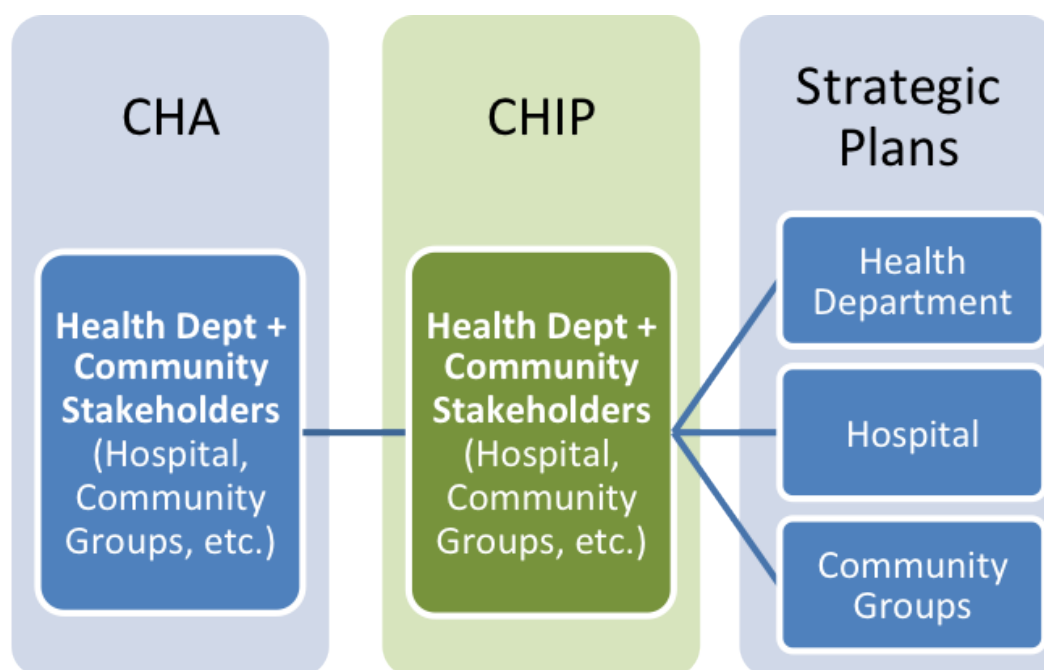 CHA
Health Dept +
Community
Stakeholders
(Hospital,
Community
Groups, etc.)
CHIP
Health Dept +
Community
Stakeholders
(Hospital,
Community
Groups, etc.)
Strategic
Plans
Health
Department
Hospital
Community
Groups